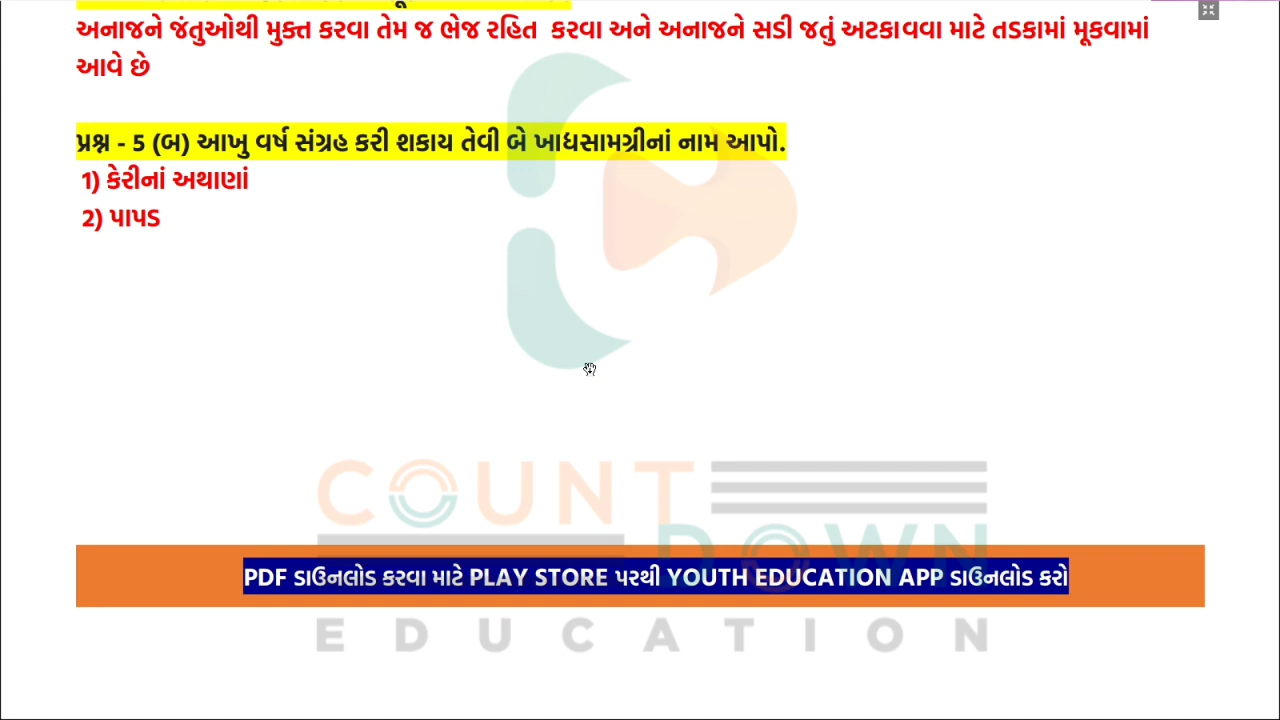 અનાજને જંતુઓથી મુક્ત કરવા તેમ જ ભેજ રહિત કરવા અને અનાજને સડી જતું અટકાવવા માટે તડકામાં મૂકવામાં
આવે છે
પ્રશ્ન - 5 (બ) આખુ વર્ષ સંગ્રહ કરી શકાય તેવી બે ખાદ્યસામગ્રીનાં નામ આપો.
1) કેરીનાં અથાણાં
2) પાપડ
COUNT
DOWN
PDF ડાઉનલોડ કરવા માટે PLAY STORE પરથી YOUTH EDUCATION APP ડાઉનલોડ કરો
EDUCATION